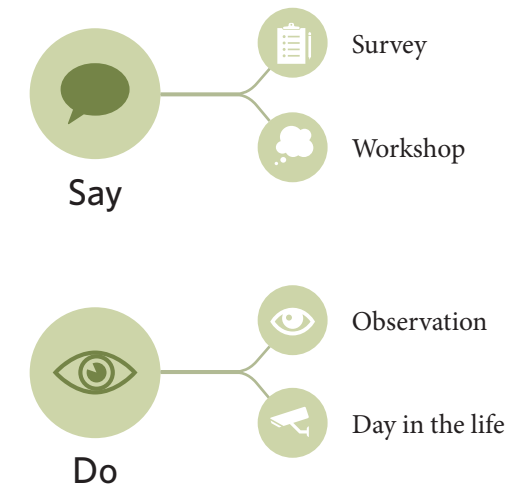 Survey
Workshop
Say
Observation
Day in the life
Do